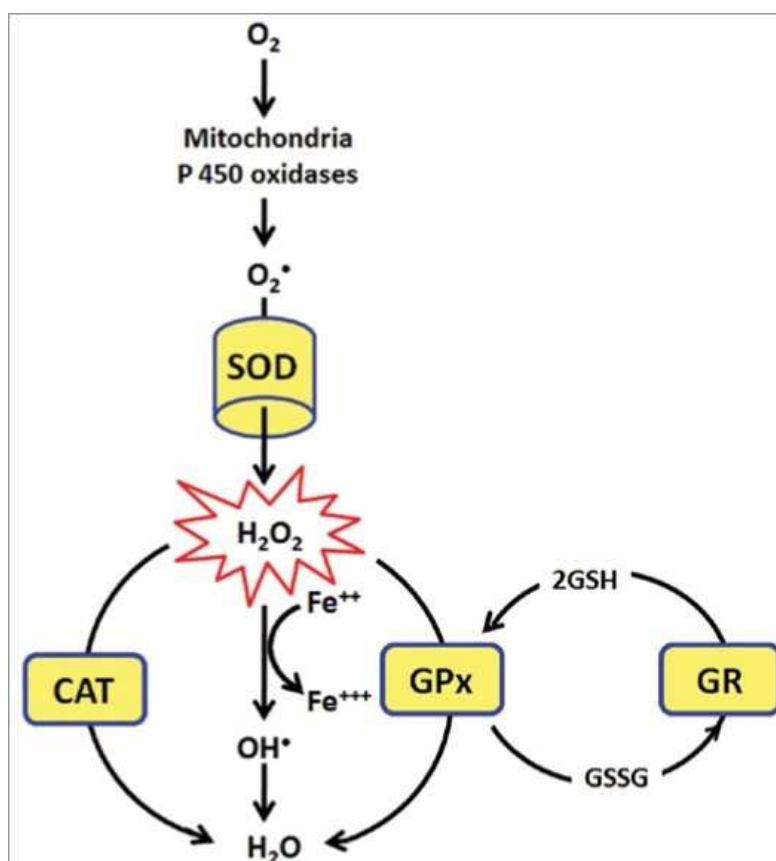 O₂
Mitochondria
P 450 oxidases
O₂•
SOD
H₂O₂
Fe⁺⁺
2GSH
CAT
GPx
GR
Fe⁺⁺⁺
OH•
GSSG
H₂O